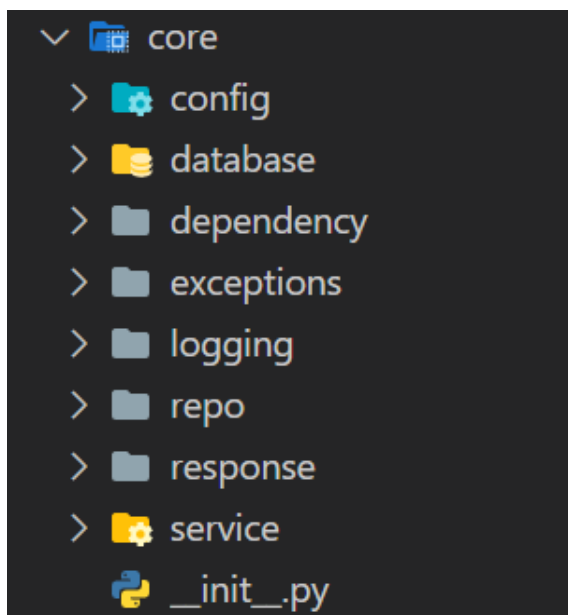 core
config
database
dependency
exceptions
logging
repo
response
service
__init__.py